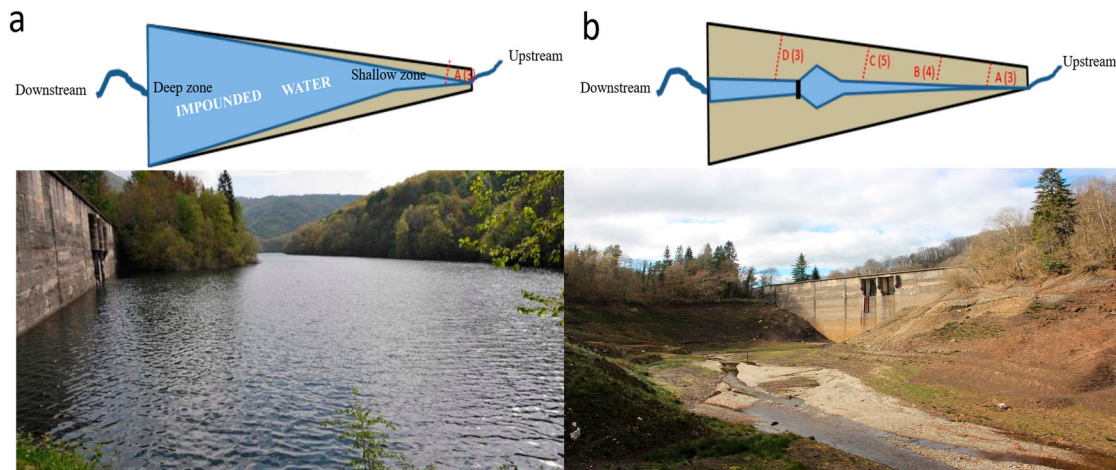 a
Upstream
Shallow zone
A (3)
Downstream
Deep zone
IMPOUNDED WATER
b
D (3)
C (5)
B (4)
A (3)
Upstream
Downstream